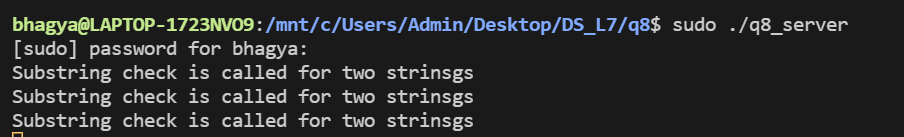 bhagya@LAPTOP-1723NVO9:/mnt/c/Users/Admin/Desktop/DS_L7/q8$ sudo ./q8_server
[sudo] password for bhagya:
Substring check is called for two strinsgs
Substring check is called for two strinsgs
Substring check is called for two strinsgs